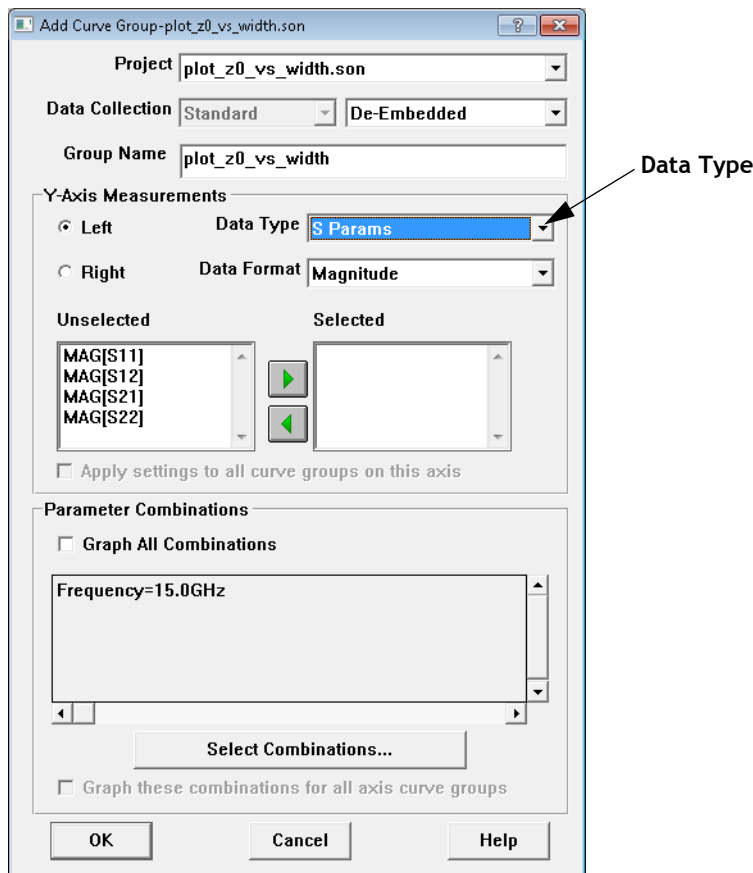 Add Curve Group-plot_z0_vs_width.son
Project plot_z0_vs_width.son
Data Collection Standard De-Embedded
Group Name plot_z0_vs_width
Data Type
Y-Axis Measurements
Left Data Type S Params
Right Data Format Magnitude
Unselected Selected
MAG[S11]
MAG[S12]
MAG[S21]
MAG[S22]
Apply settings to all curve groups on this axis
Parameter Combinations
Graph All Combinations
Frequency=15.0GHz
Select Combinations...
Graph these combinations for all axis curve groups
OK Cancel Help